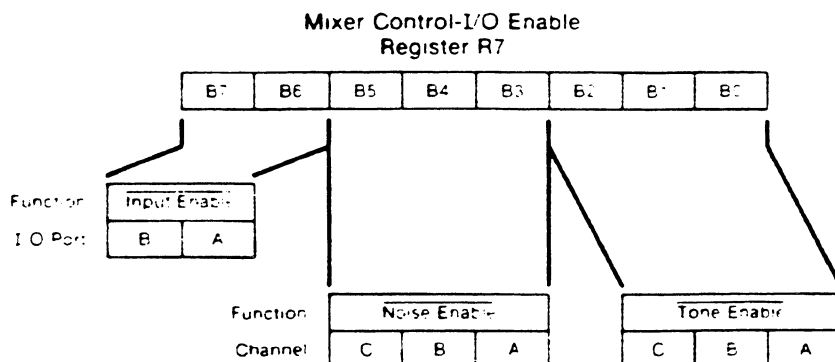 Mixer Control-I/O Enable
Register R7
B7 B6 B5 B4 B3 B2 B1 B0
Function Input Enable
I/O Port B A
Function Noise Enable Tone Enable
Channel C B A C B A